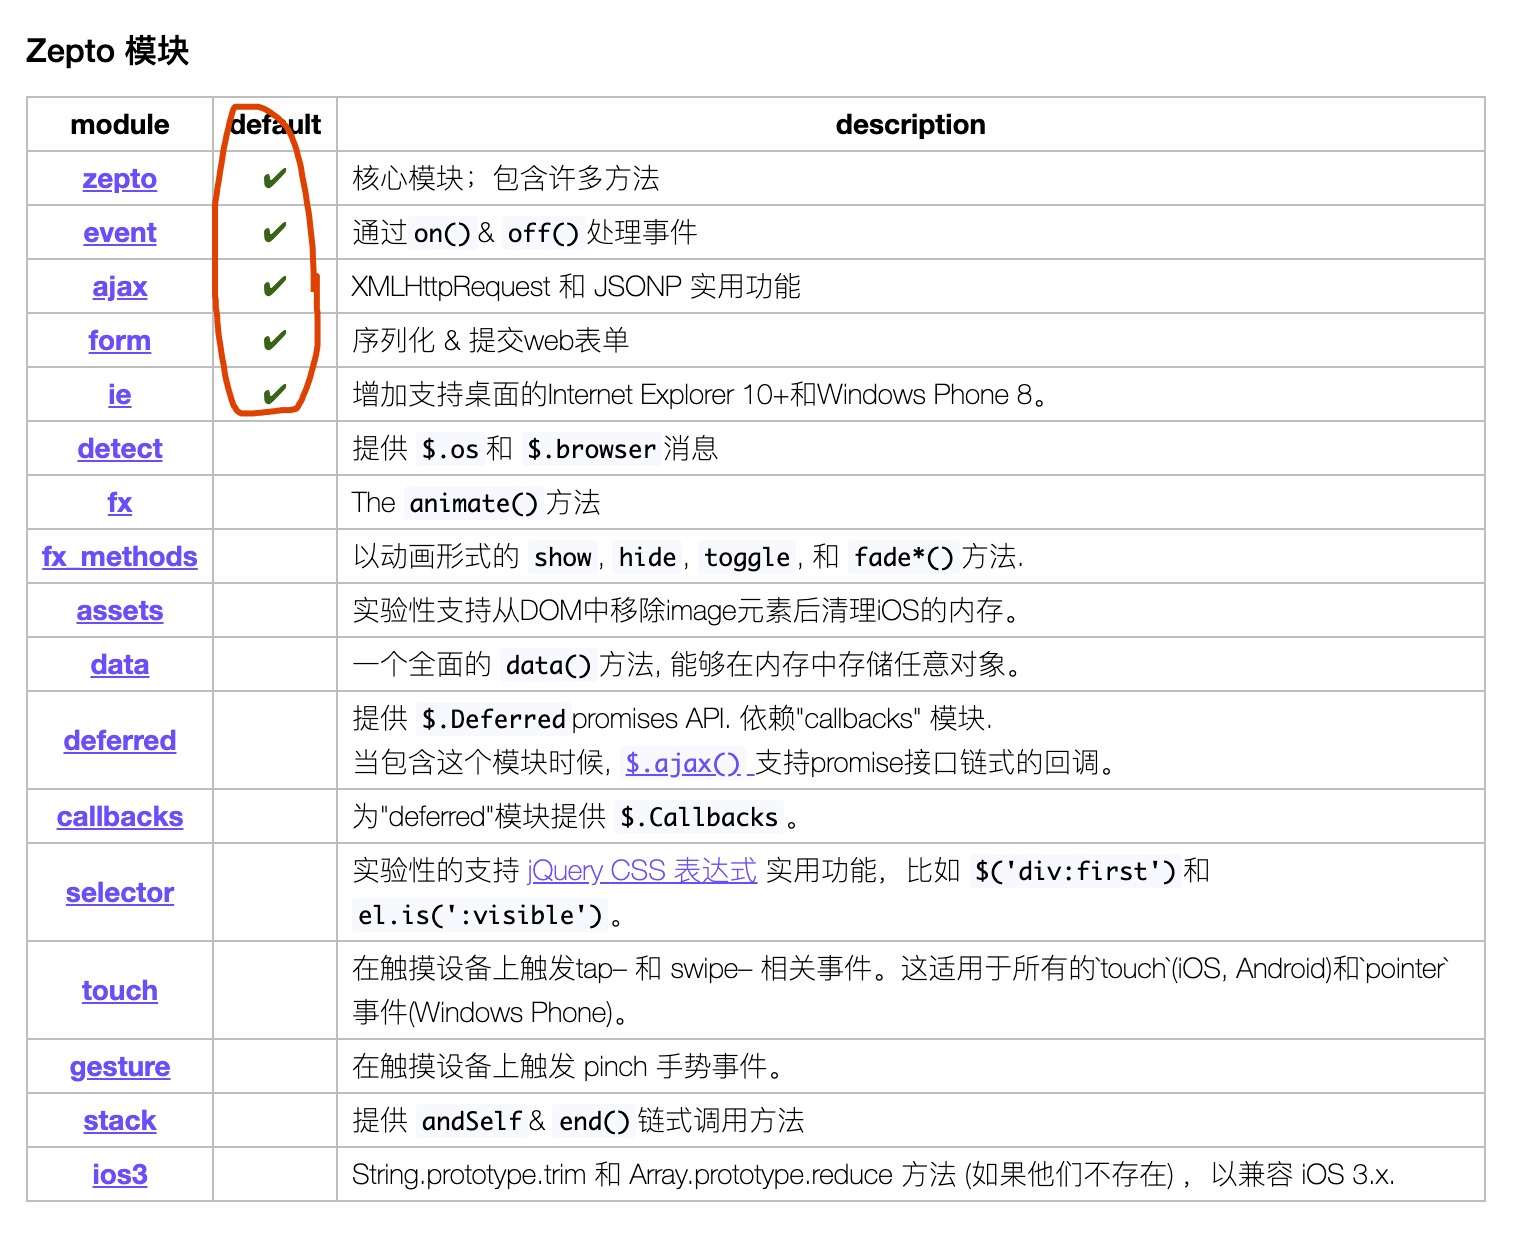 Zepto 模块
module default description
zepto ✔ 核心模块；包含许多方法
event ✔ 通过on()& off()处理事件
ajax ✔ XMLHttpRequest 和 JSONP 实用功能
form ✔ 序列化 & 提交web表单
ie ✔ 增加支持桌面的Internet Explorer 10+和Windows Phone 8。
detect 提供 $.os和 $.browser消息
fx The animate()方法
fx_methods 以动画形式的 show, hide, toggle, 和 fade*()方法.
assets 实验性支持从DOM中移除image元素后清理iOS的内存。
data 一个全面的 data()方法, 能够在内存中存储任意对象。
deferred 提供 $.Deferredpromises API. 依赖"callbacks" 模块.
当包含这个模块时候, $.ajax() 支持promise接口链式的回调。
callbacks 为"deferred"模块提供 $.Callbacks 。
selector 实验性的支持 jQuery CSS 表达式 实用功能，比如 $('div:first')和
el.is(':visible')。
touch 在触摸设备上触发tap– 和 swipe– 相关事件。这适用于所有的`touch`(iOS, Android)和`pointer`
事件(Windows Phone)。
gesture 在触摸设备上触发 pinch 手势事件。
stack 提供 andSelf& end()链式调用方法
ios3 String.prototype.trim 和 Array.prototype.reduce 方法 (如果他们不存在) ，以兼容 iOS 3.x.